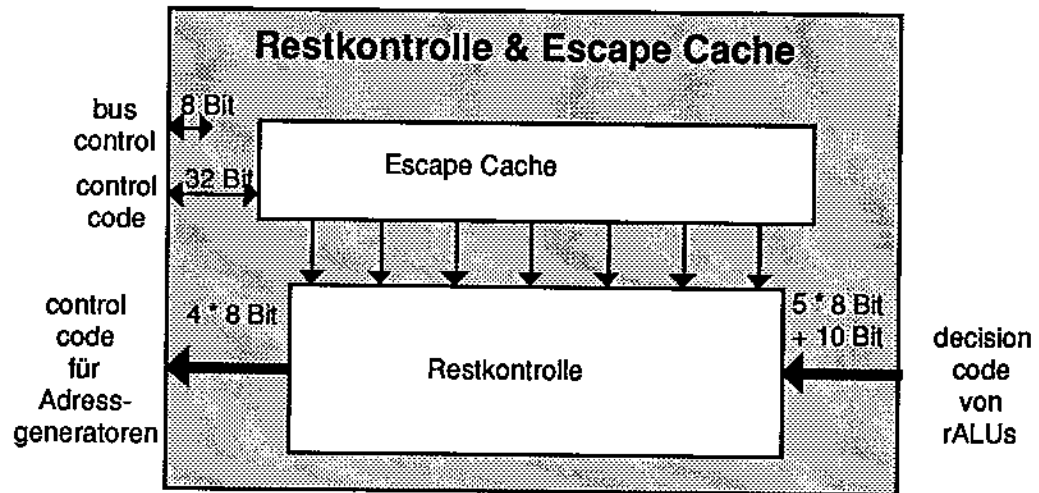 Restkontrolle & Escape Cache
bus
control
8 Bit
control
code
32 Bit
Escape Cache
control
code
für
Adress-
generatoren
4 * 8 Bit
Restkontrolle
5 * 8 Bit
+ 10 Bit
decision
code
von
rALUs